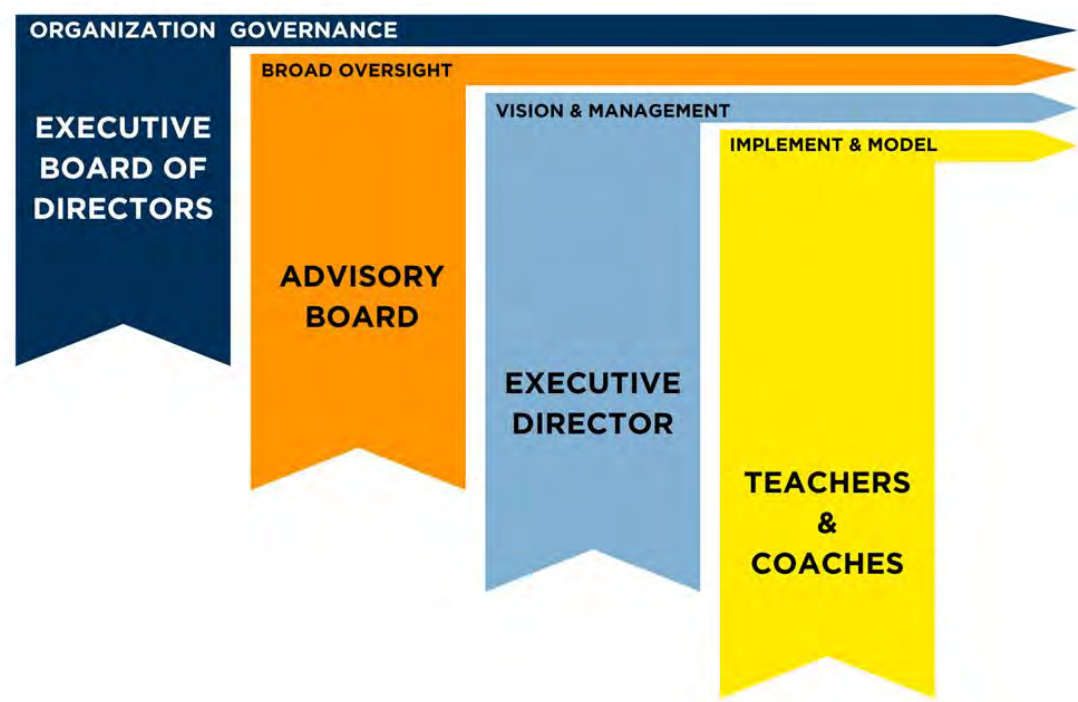 ORGANIZATION GOVERNANCE
BROAD OVERSIGHT
VISION & MANAGEMENT
IMPLEMENT & MODEL
EXECUTIVE
BOARD OF
DIRECTORS
ADVISORY
BOARD
EXECUTIVE
DIRECTOR
TEACHERS
&
COACHES